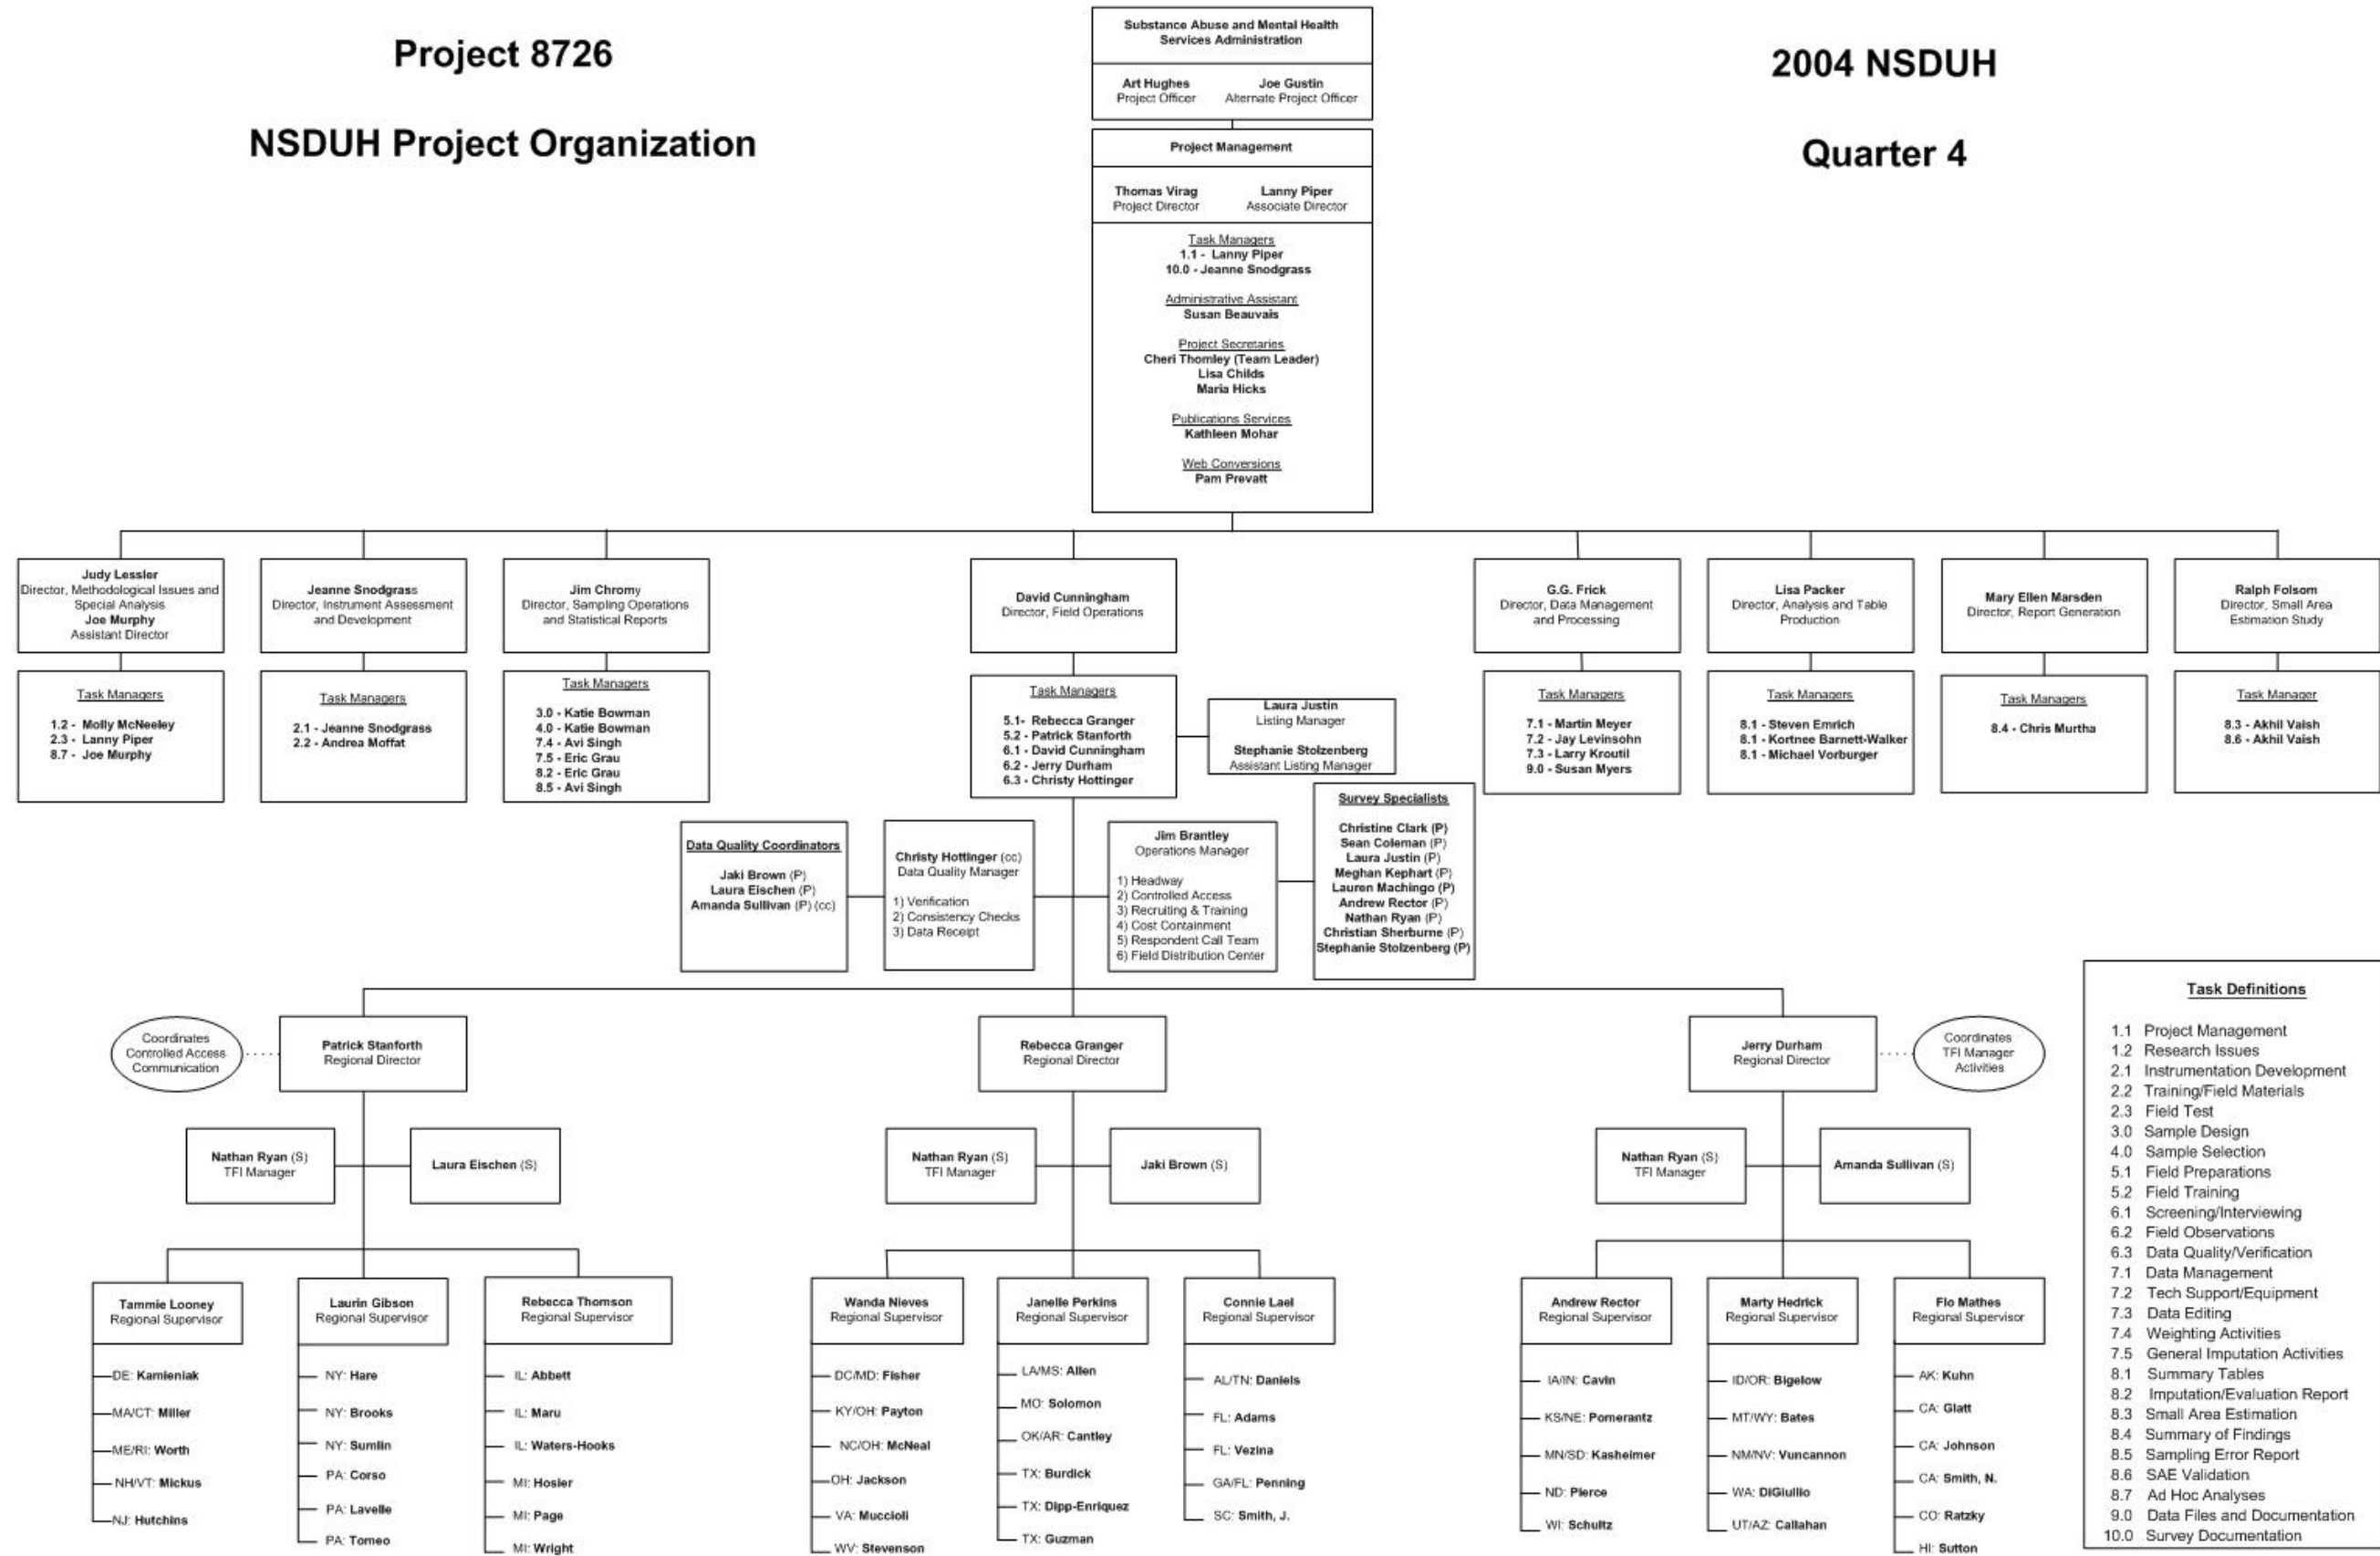 Project 8726
NSDUH Project Organization
2004 NSDUH
Quarter 4
Substance Abuse and Mental Health
Services Administration
Art Hughes
Project Officer
Joe Gustin
Alternate Project Officer
Project Management
Thomas Virag
Project Director
Lanny Piper
Associate Director
Task Managers
1.1 - Lanny Piper
10.0 - Jeanne Snodgrass
Administrative Assistant
Susan Beauvais
Project Secretaries
Cheri Thomley (Team Leader)
Lisa Childs
Maria Hicks
Publications Services
Kathleen Mohar
Web Conversions
Pam Prevatt
Judy Lessler
Director, Methodological Issues and
Special Analysis
Joe Murphy
Assistant Director
Jeanne Snodgrass
Director, Instrument Assessment
and Development
Jim Chromy
Director, Sampling Operations
and Statistical Reports
David Cunningham
Director, Field Operations
G.G. Frick
Director, Data Management
and Processing
Lisa Packer
Director, Analysis and Table
Production
Mary Ellen Marsden
Director, Report Generation
Ralph Folsom
Director, Small Area
Estimation Study
Task Managers
1.2 - Molly McNeeley
2.3 - Lanny Piper
8.7 - Joe Murphy
Task Managers
2.1 - Jeanne Snodgrass
2.2 - Andrea Moffat
Task Managers
3.0 - Katie Bowman
4.0 - Katie Bowman
7.4 - Avi Singh
7.5 - Eric Grau
8.2 - Eric Grau
8.5 - Avi Singh
Task Managers
5.1- Rebecca Granger
5.2 - Patrick Stanforth
6.1 - David Cunningham
6.2 - Jerry Durham
6.3 - Christy Hottinger
Laura Justin
Listing Manager
Stephanie Stolzenberg
Assistant Listing Manager
Task Managers
7.1 - Martin Meyer
7.2 - Jay Levinsohn
7.3 - Larry Kroutil
9.0 - Susan Myers
Task Managers
8.1 - Steven Emrich
8.1 - Kortnee Barnett-Walker
8.1 - Michael Vorburger
Task Managers
8.4 - Chris Murtha
Task Manager
8.3 - Akhil Vaish
8.6 - Akhil Vaish
Data Quality Coordinators
Jaki Brown (P)
Laura Eischen (P)
Amanda Sullivan (P) (cc)
Christy Hottinger (cc)
Data Quality Manager
1) Verification
2) Consistency Checks
3) Data Receipt
Jim Brantley
Operations Manager
1) Headway
2) Controlled Access
3) Recruiting & Training
4) Cost Containment
5) Respondent Call Team
6) Field Distribution Center
Survey Specialists
Christine Clark (P)
Sean Coleman (P)
Laura Justin (P)
Meghan Kephart (P)
Lauren Machingo (P)
Andrew Rector (P)
Nathan Ryan (P)
Christian Sherburne (P)
Stephanie Stolzenberg (P)
Coordinates
Controlled Access
Communication
Patrick Stanforth
Regional Director
Rebecca Granger
Regional Director
Jerry Durham
Regional Director
Coordinates
TFI Manager
Activities
Nathan Ryan (S)
TFI Manager
Laura Eischen (S)
Nathan Ryan (S)
TFI Manager
Jaki Brown (S)
Nathan Ryan (S)
TFI Manager
Amanda Sullivan (S)
Tammie Looney
Regional Supervisor
DE: Kamieniak
MA/CT: Miller
ME/RI: Worth
NH/VT: Mickus
NJ: Hutchins
Laurin Gibson
Regional Supervisor
NY: Hare
NY: Brooks
NY: Sumlin
PA: Corso
PA: Lavelle
PA: Tomeo
Rebecca Thomson
Regional Supervisor
IL: Abbett
IL: Maru
IL: Waters-Hooks
MI: Hosler
MI: Page
MI: Wright
Wanda Nieves
Regional Supervisor
DC/MD: Fisher
KY/OH: Payton
NC/OH: McNeal
OH: Jackson
VA: Muccioli
WV: Stevenson
Janelle Perkins
Regional Supervisor
LA/MS: Allen
MO: Solomon
OK/AR: Cantley
TX: Burdick
TX: Dipp-Enriquez
TX: Guzman
Connie Lael
Regional Supervisor
AL/TN: Daniels
FL: Adams
FL: Vezina
GA/FL: Penning
SC: Smith, J.
Andrew Rector
Regional Supervisor
IA/IN: Cavin
KS/NE: Pomerantz
MN/SD: Kasheimer
ND: Pierce
WI: Schultz
Marty Hedrick
Regional Supervisor
ID/OR: Bigelow
MT/WY: Bates
NM/NV: Vuncannon
WA: DiGiullio
UT/AZ: Callahan
Flo Mathes
Regional Supervisor
AK: Kuhn
CA: Glatt
CA: Johnson
CA: Smith, N.
CO: Ratzky
HI: Sutton
Task Definitions
1.1 Project Management
1.2 Research Issues
2.1 Instrumentation Development
2.2 Training/Field Materials
2.3 Field Test
3.0 Sample Design
4.0 Sample Selection
5.1 Field Preparations
5.2 Field Training
6.1 Screening/Interviewing
6.2 Field Observations
6.3 Data Quality/Verification
7.1 Data Management
7.2 Tech Support/Equipment
7.3 Data Editing
7.4 Weighting Activities
7.5 General Imputation Activities
8.1 Summary Tables
8.2 Imputation/Evaluation Report
8.3 Small Area Estimation
8.4 Summary of Findings
8.5 Sampling Error Report
8.6 SAE Validation
8.7 Ad Hoc Analyses
9.0 Data Files and Documentation
10.0 Survey Documentation